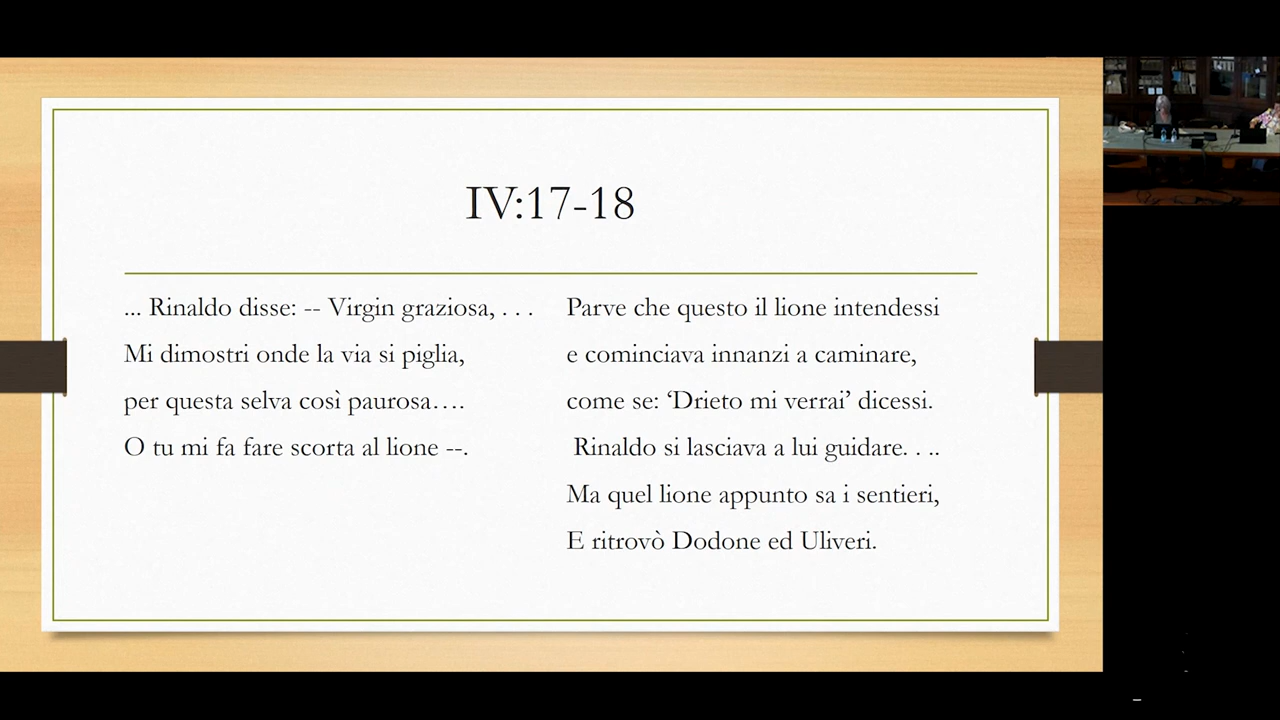 IV:17-18
... Rinaldo disse: -- Virgin graziosa, . . .
Mi dimostri onde la via si piglia,
per questa selva così paurosa….
O tu mi fa fare scorta al lione --.
Parve che questo il lione intendessi
e cominciava innanzi a caminare,
come se: ‘Drieto mi verrai’ dicessi.
Rinaldo si lasciava a lui guidare. . ..
Ma quel lione appunto sa i sentieri,
E ritrovò Dodone ed Uliveri.